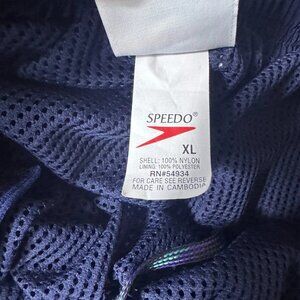 SPEEDO®
XL
SHELL: 100% NYLON
LINING: 100% POLYESTER
RN#54934
FOR CARE SEE REVERSE
MADE IN CAMBODIA